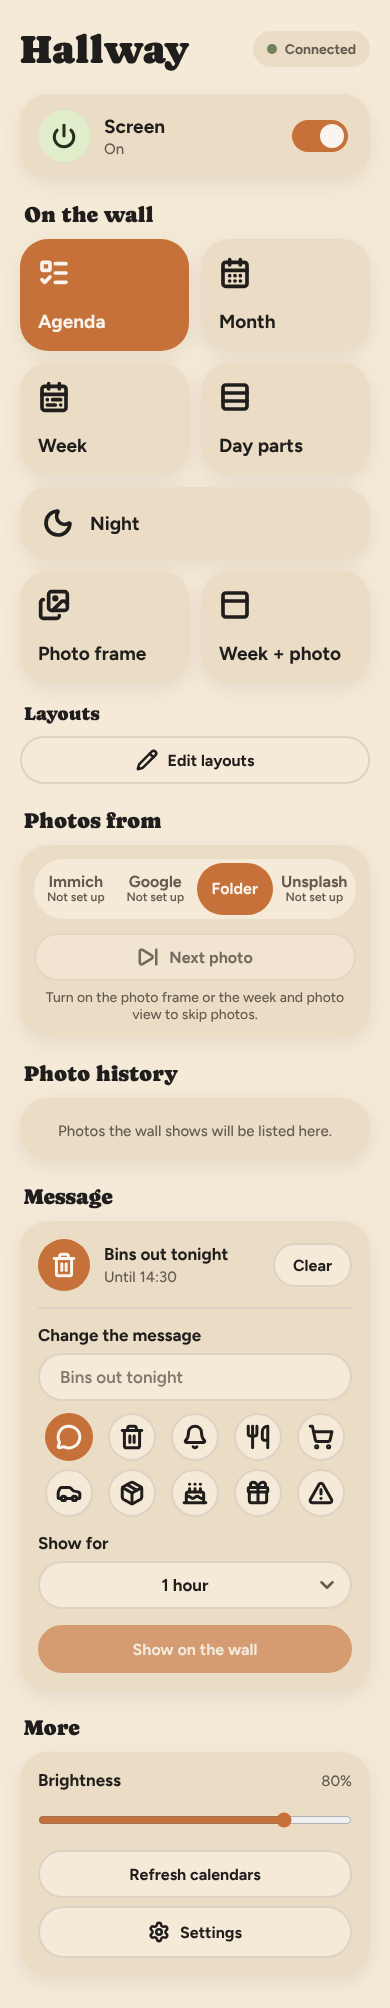 Hallway
Connected
Screen
On
On the wall
Agenda
Month
Week
Day parts
Night
Photo frame
Week + photo
Layouts
Edit layouts
Photos from
Immich
Not set up
Google
Not set up
Folder
Unsplash
Not set up
Next photo
Turn on the photo frame or the week and photo
view to skip photos.
Photo history
Photos the wall shows will be listed here.
Message
Bins out tonight
Until 14:30
Clear
Change the message
Bins out tonight
Show for
1 hour
Show on the wall
More
Brightness
80%
Refresh calendars
Settings